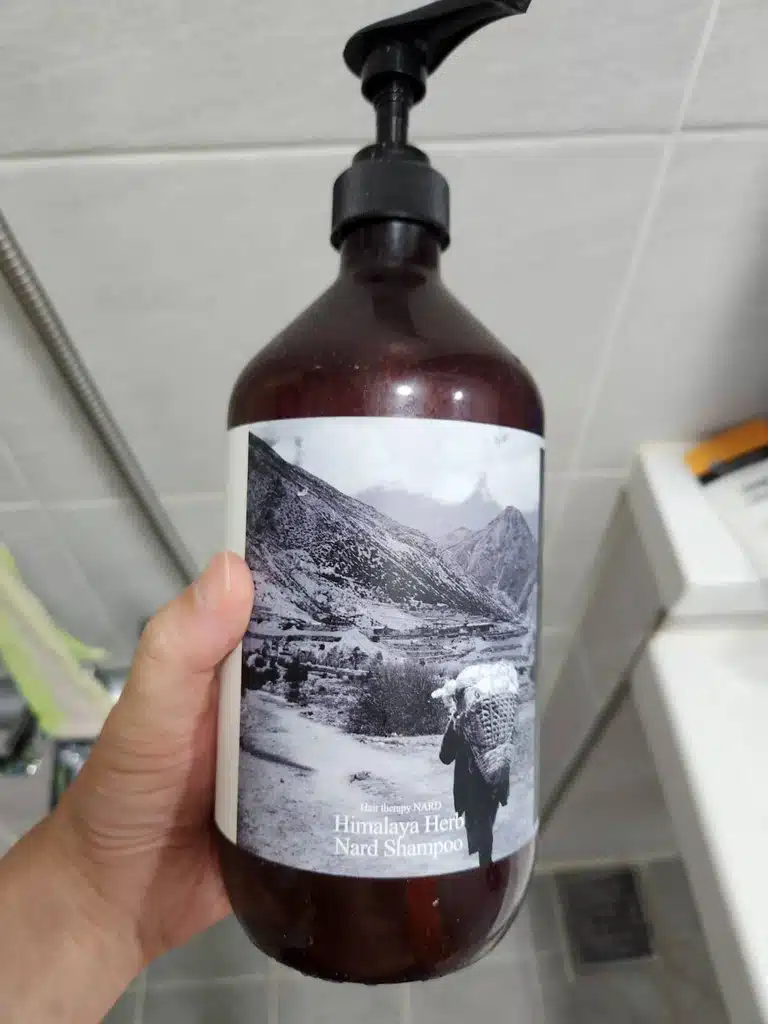 Hair therapy NARD
Himalaya Herb
Nard Shampoo